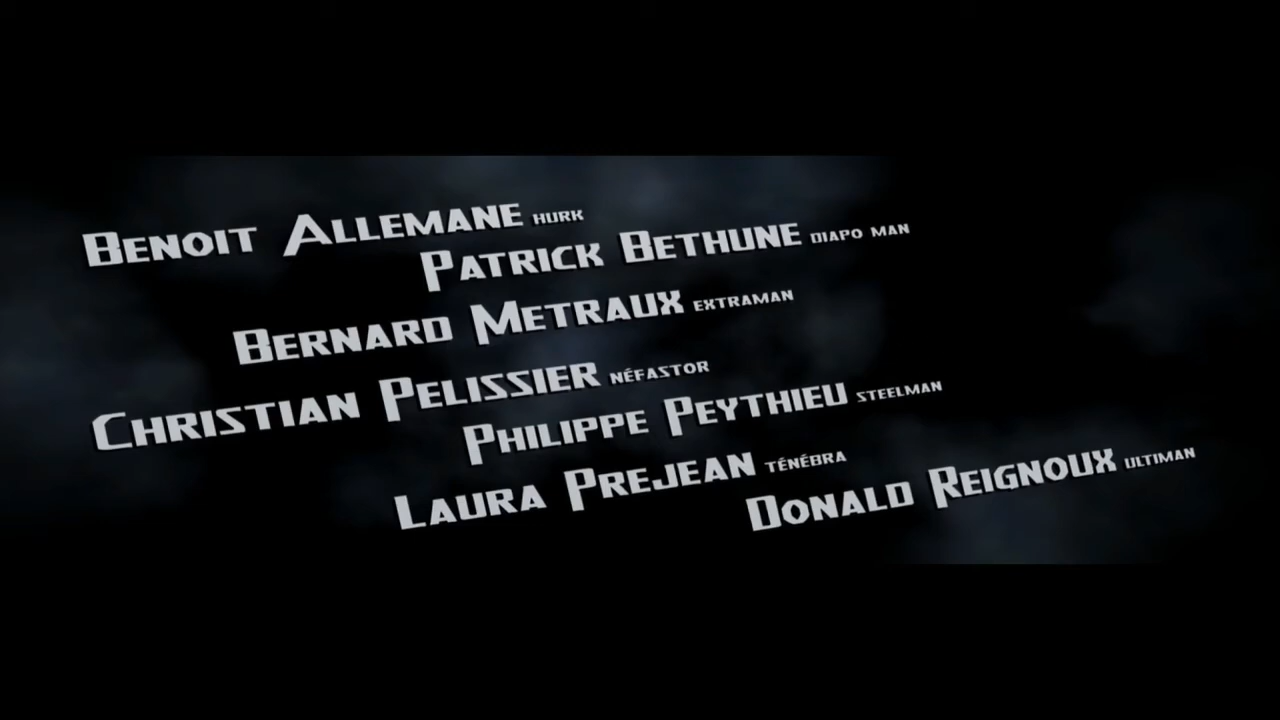 BENOIT ALLEMANE HURK
PATRICK BETHUNE DIAPO MAN
BERNARD METRAUX EXTRAMAN
CHRISTIAN PELISSIER NÉFASTOR
PHILIPPE PEYTHIEU STEELMAN
LAURA PREJEAN TÉNÉBRA
DONALD REIGNOUX ULTIMAN